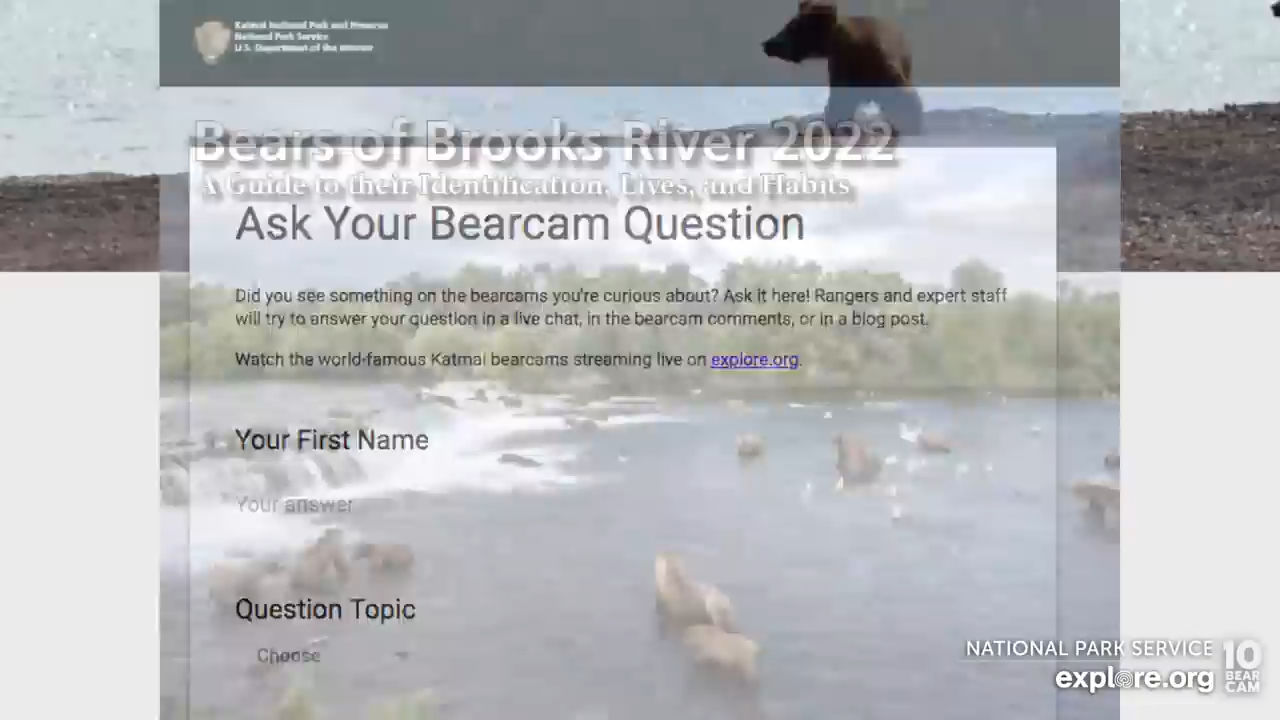 Katmai National Park and Preserve
National Park Service
U.S. Department of the Interior
Bears of Brooks River 2022
A Guide to their Identification, Lives, and Habits
Ask Your Bearcam Question
Did you see something on the bearcams you're curious about? Ask it here! Rangers and expert staff
will try to answer your question in a live chat, in the bearcam comments, or in a blog post.
Watch the world-famous Katmai bearcams streaming live on explore.org.
Your First Name
Your answer
Question Topic
Choose
NATIONAL PARK SERVICE
explore.org
10
BEAR
CAM